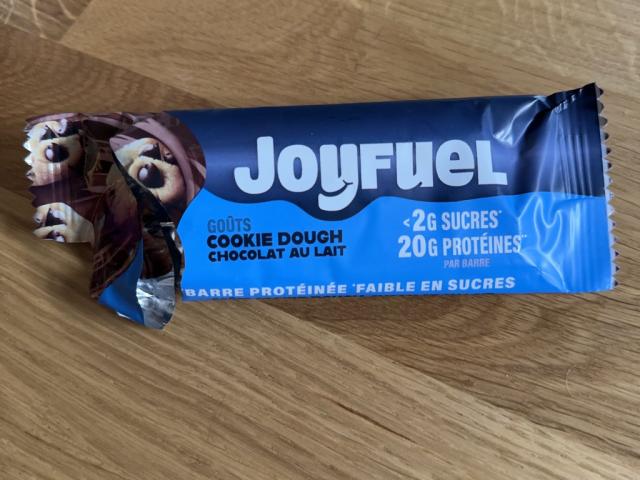 JOYFUEL
GOÛTS
COOKIE DOUGH
CHOCOLAT AU LAIT
<2G SUCRES*
20G PROTÉINES**
PAR BARRE
BARRE PROTÉINÉE *FAIBLE EN SUCRES